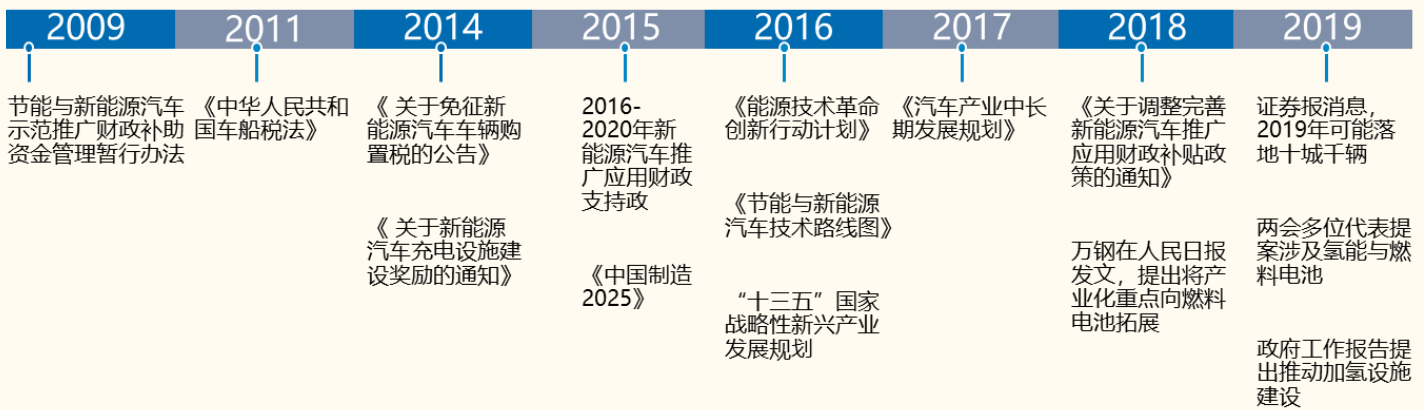 2009
2011
2014
2015
2016
2017
2018
2019
节能与新能源汽车
示范推广财政补助
资金管理暂行办法
《中华人民共和
国车船税法》
《 关于免征新
能源汽车车辆购
置税的公告》
《 关于新能源
汽车充电设施建
设奖励的通知》
2016-
2020年新
能源汽车推
广应用财政
支持政
《中国制造
2025》
《能源技术革命
创新行动计划》
《节能与新能源
汽车技术路线图》
“十三五”国家
战略性新兴产业
发展规划
《汽车产业中长
期发展规划》
《关于调整完善
新能源汽车推广
应用财政补贴政
策的通知》
万钢在人民日报
发文，提出将产
业化重点向燃料
电池拓展
证券报消息，
2019年可能落
地十城千辆
两会多位代表提
案涉及氢能与燃
料电池
政府工作报告提
出推动加氢设施
建设